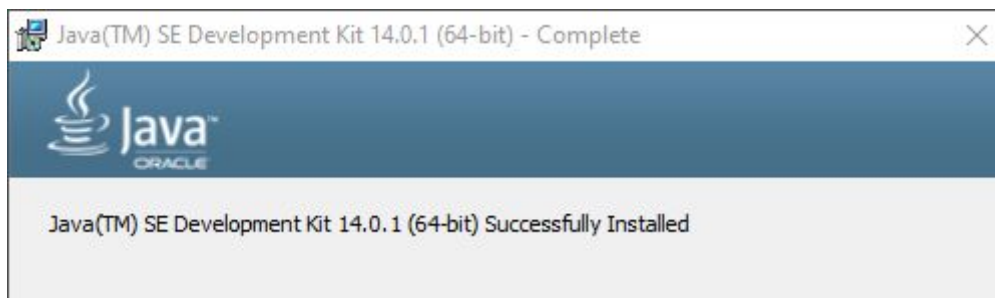 Java(TM) SE Development Kit 14.0.1 (64-bit) - Complete
Java™
ORACLE
Java(TM) SE Development Kit 14.0.1 (64-bit) Successfully Installed